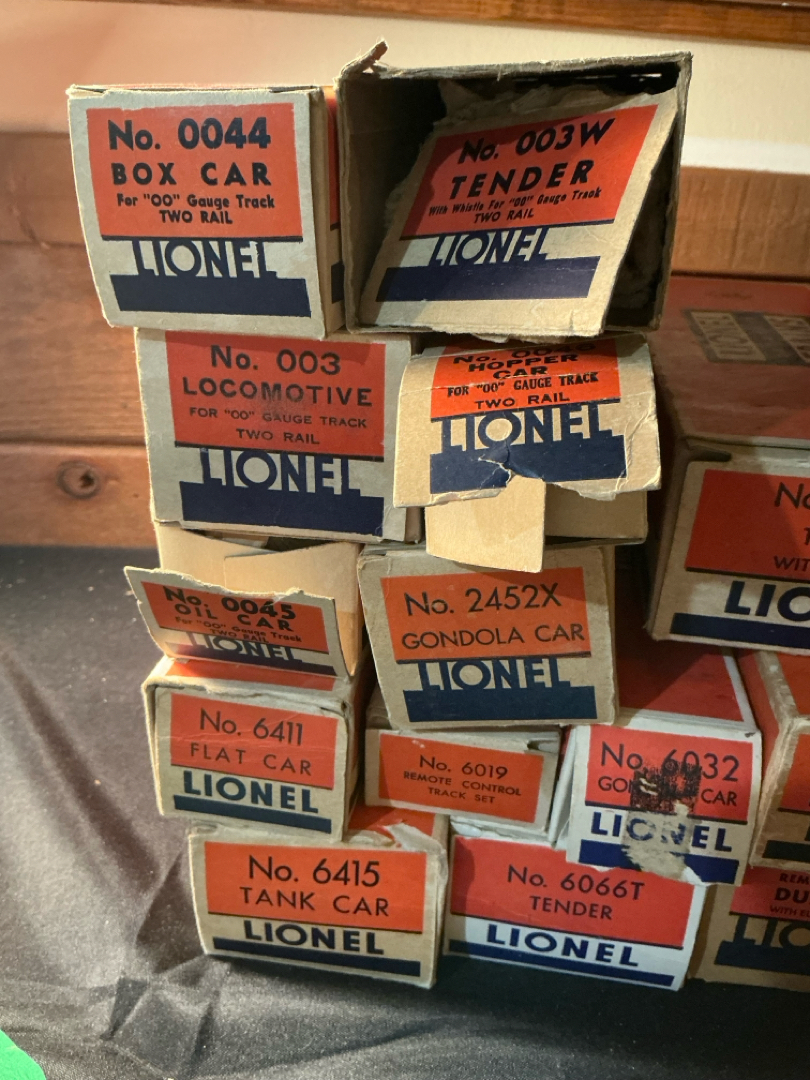 No. 0044
BOX CAR
For "OO" Gauge Track
TWO RAIL
LIONEL
No. 003W
TENDER
With Whistle For "OO" Gauge Track
TWO RAIL
LIONEL
No. 003
LOCOMOTIVE
FOR "OO" GAUGE TRACK
TWO RAIL
LIONEL
No.
HOPPER
CAR
FOR "OO" GAUGE TRACK
TWO RAIL
LIONEL
No. 0045
OIL CAR
For "OO" Gauge Track
TWO RAIL
LIONEL
No. 2452X
GONDOLA CAR
LIONEL
No. 6411
FLAT CAR
LIONEL
No. 6019
REMOTE CONTROL
TRACK SET
No. 6032
CAR
LIONEL
No. 6415
TANK CAR
LIONEL
No. 6066T
TENDER
LIONEL